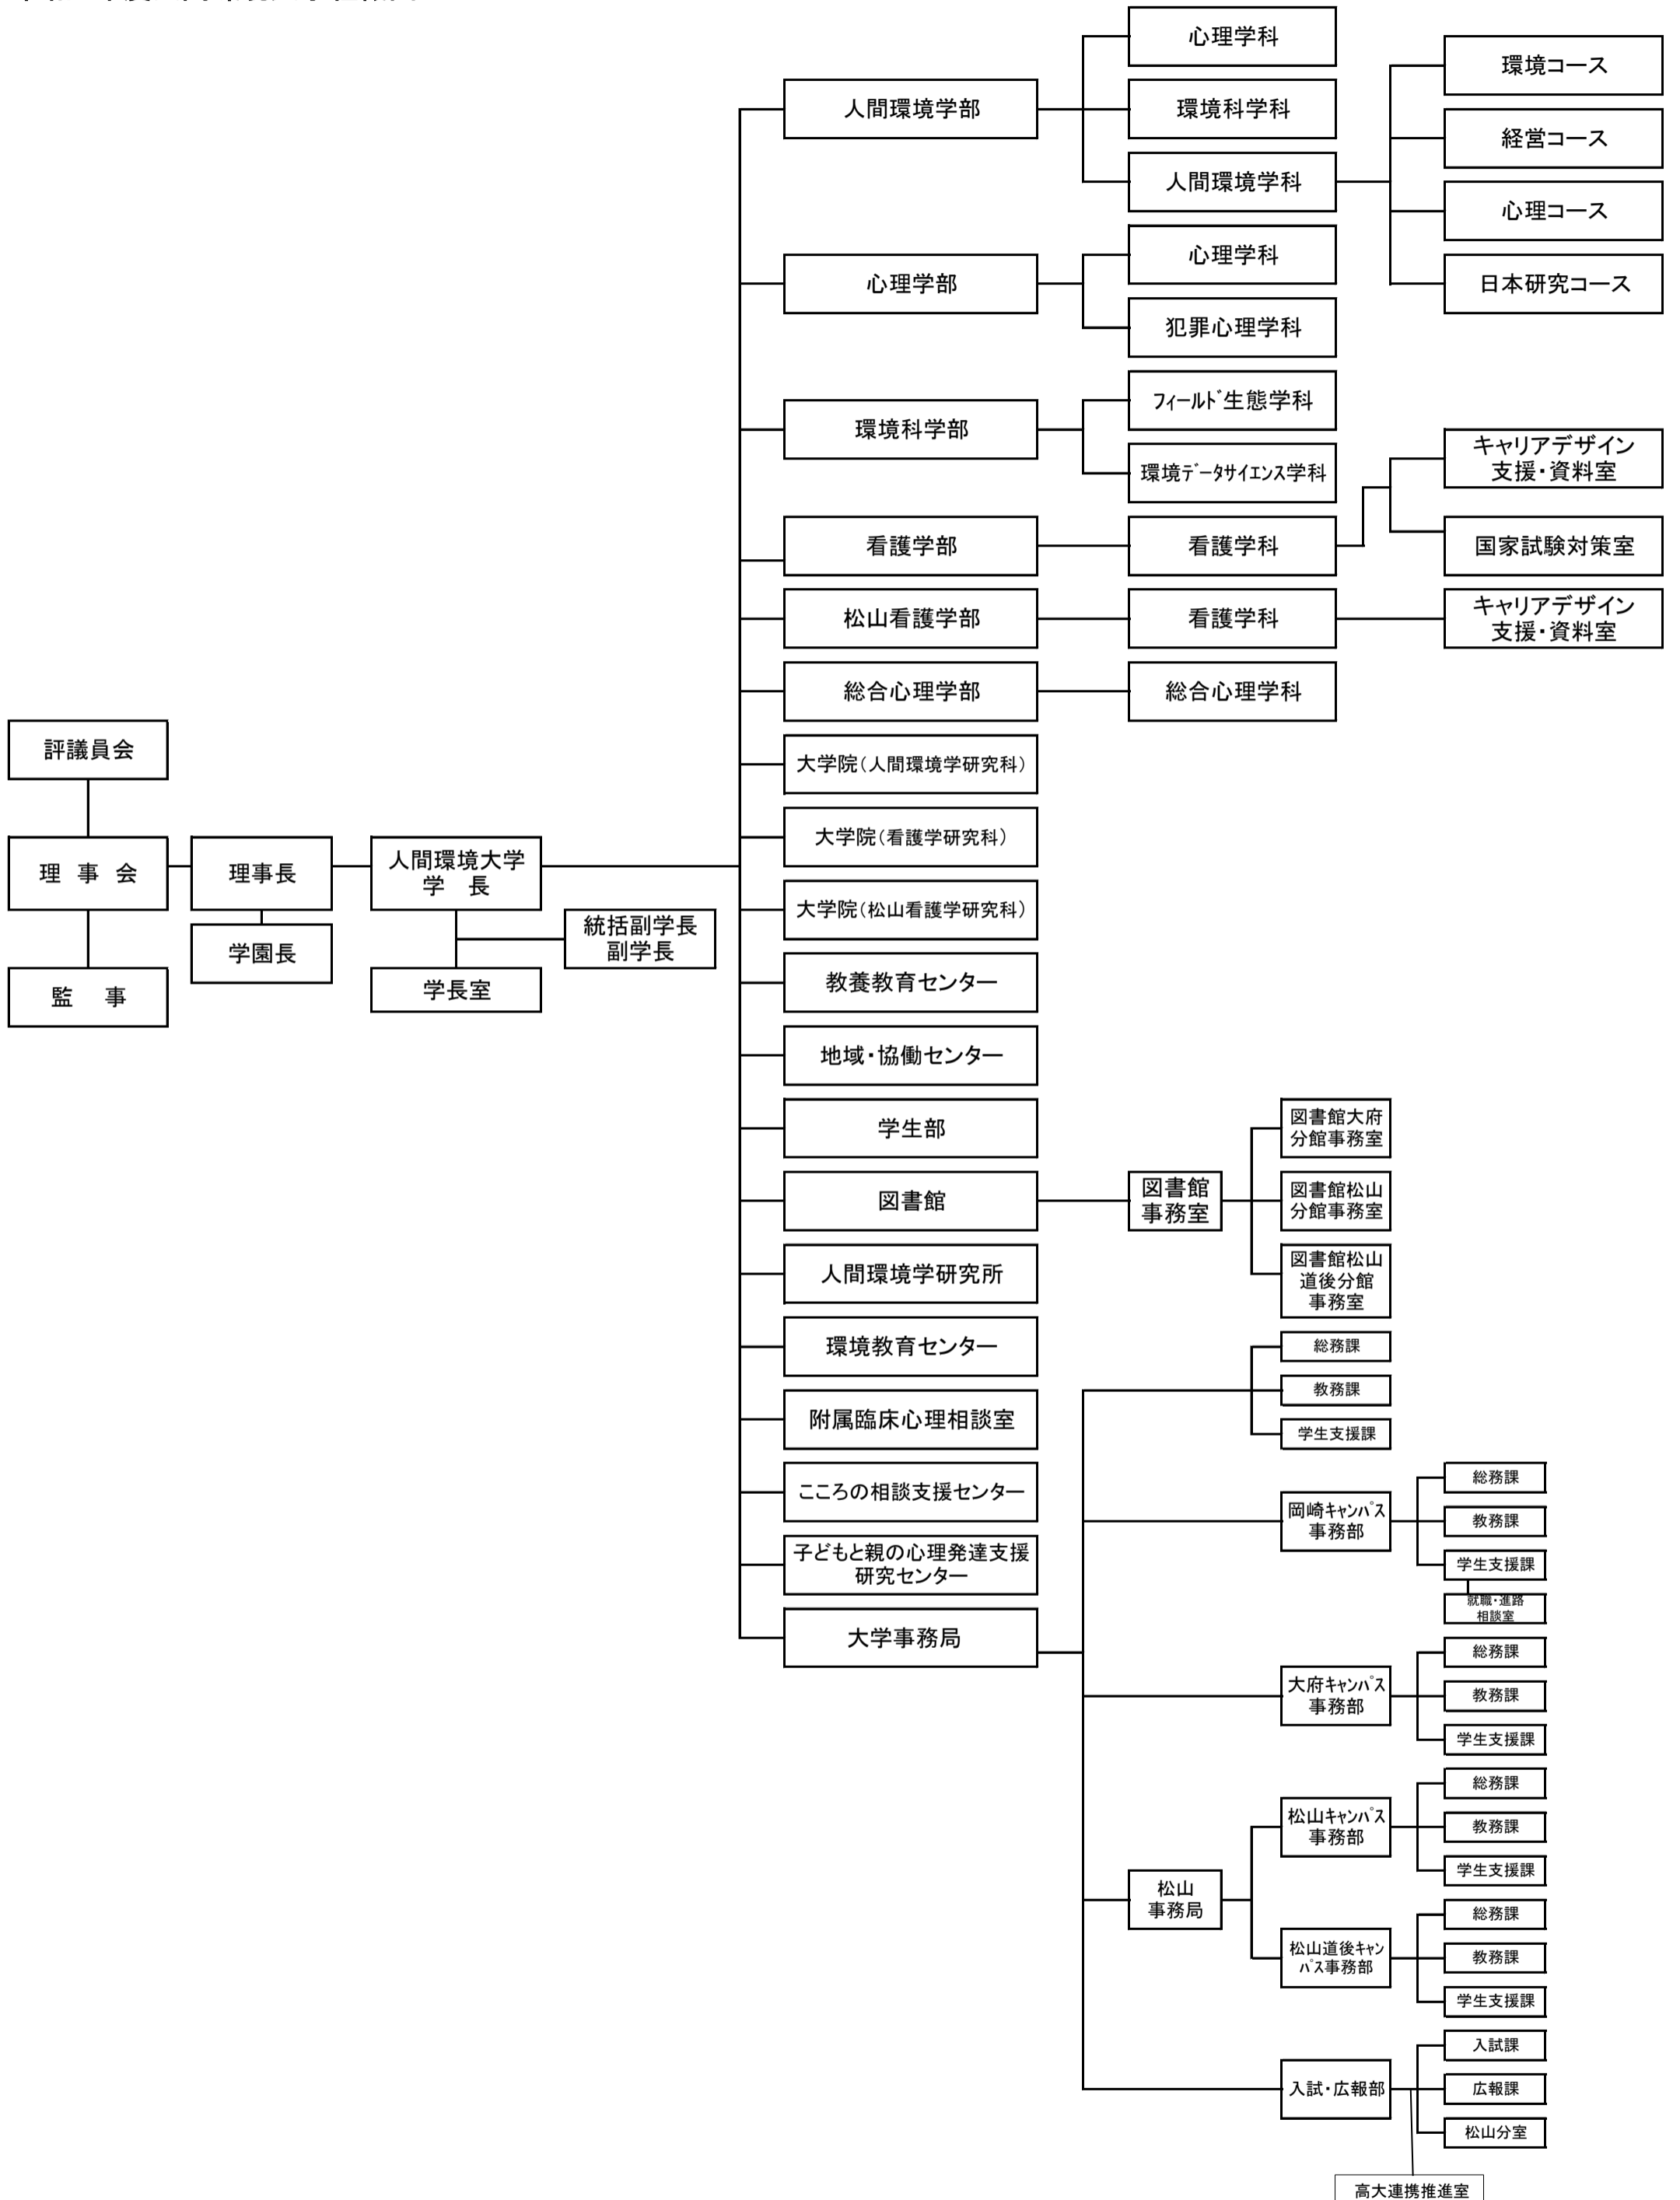 心理学科
環境コース
人間環境学部
環境科学科
経営コース
人間環境学科
心理コース
心理学部
心理学科
日本研究コース
犯罪心理学科
環境科学部
フィールド生態学科
環境データサイエンス学科
キャリアデザイン
支援・資料室
看護学部
看護学科
国家試験対策室
松山看護学部
看護学科
キャリアデザイン
支援・資料室
総合心理学部
総合心理学科
評議員会
理 事 会
監 事
理事長
学園長
人間環境大学
学 長
統括副学長
副学長
学長室
大学院(人間環境学研究科)
大学院(看護学研究科)
大学院(松山看護学研究科)
教養教育センター
地域・協働センター
学生部
図書館
図書館
事務室
図書館大府
分館事務室
図書館松山
分館事務室
図書館松山
道後分館
事務室
人間環境学研究所
環境教育センター
附属臨床心理相談室
こころの相談支援センター
子どもと親の心理発達支援
研究センター
大学事務局
総務課
教務課
学生支援課
岡崎キャンパス
事務部
総務課
教務課
学生支援課
就職・進路
相談室
大府キャンパス
事務部
総務課
教務課
学生支援課
松山
事務局
松山キャンパス
事務部
総務課
教務課
学生支援課
松山道後キャン
パス事務部
総務課
教務課
学生支援課
入試・広報部
入試課
広報課
松山分室
高大連携推進室